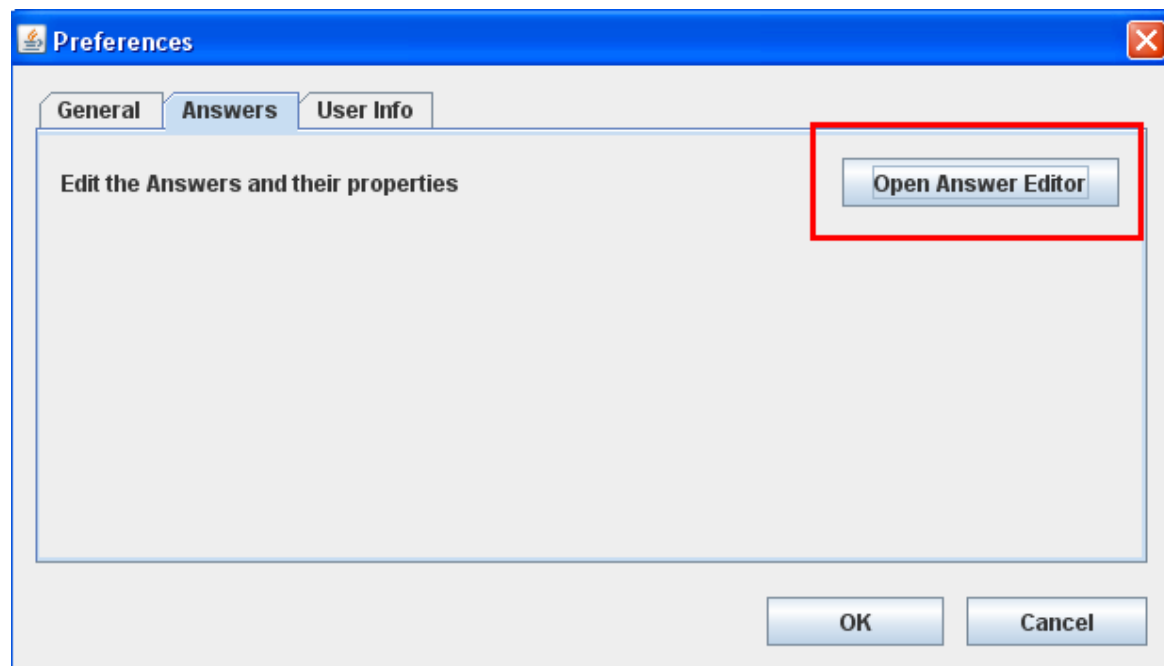 Preferences
General Answers User Info
Edit the Answers and their properties Open Answer Editor
OK Cancel